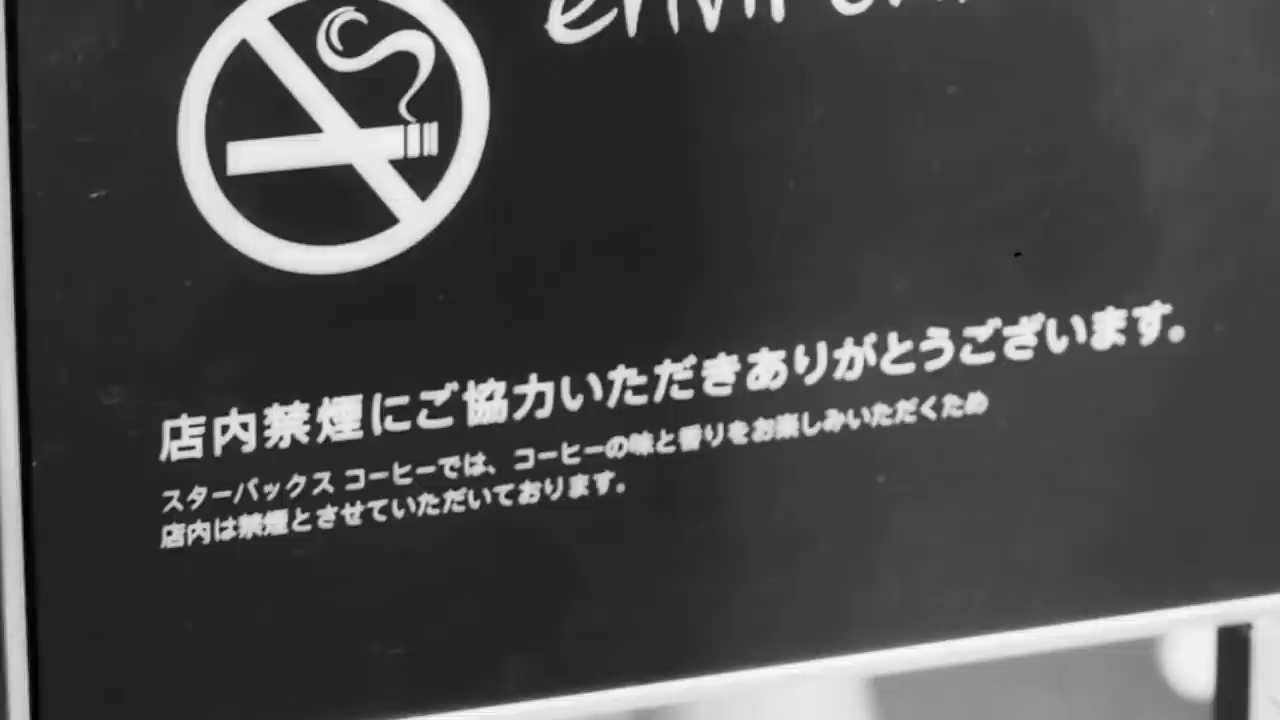 店内禁煙にご協力いただきありがとうございます。
スターバックス コーヒーでは、コーヒーの味と香りをお楽しみいただくため
店内は禁煙とさせていただいております。